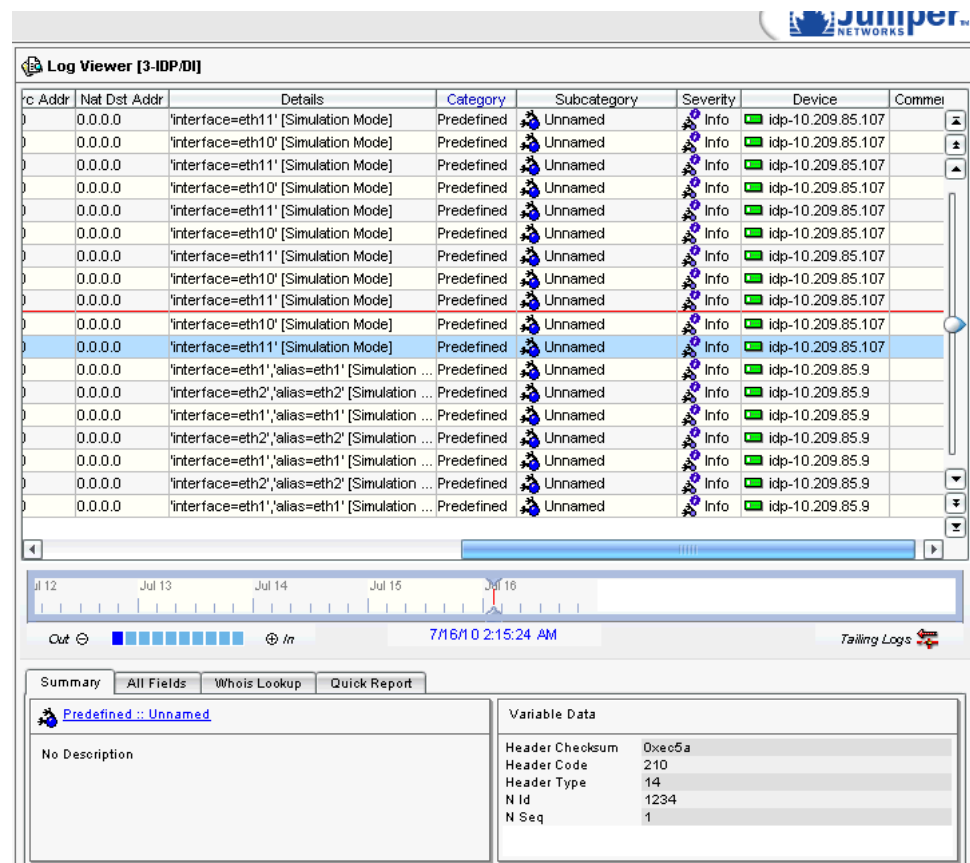 Juniper
NETWORKS
Log Viewer [3-IDP/DI]
rc Addr Nat Dst Addr Details Category Subcategory Severity Device Commer
0.0.0.0 'interface=eth11' [Simulation Mode] Predefined Unnamed Info idp-10.209.85.107
0.0.0.0 'interface=eth10' [Simulation Mode] Predefined Unnamed Info idp-10.209.85.107
0.0.0.0 'interface=eth11' [Simulation Mode] Predefined Unnamed Info idp-10.209.85.107
0.0.0.0 'interface=eth10' [Simulation Mode] Predefined Unnamed Info idp-10.209.85.107
0.0.0.0 'interface=eth11' [Simulation Mode] Predefined Unnamed Info idp-10.209.85.107
0.0.0.0 'interface=eth10' [Simulation Mode] Predefined Unnamed Info idp-10.209.85.107
0.0.0.0 'interface=eth11' [Simulation Mode] Predefined Unnamed Info idp-10.209.85.107
0.0.0.0 'interface=eth10' [Simulation Mode] Predefined Unnamed Info idp-10.209.85.107
0.0.0.0 'interface=eth11' [Simulation Mode] Predefined Unnamed Info idp-10.209.85.107
0.0.0.0 'interface=eth10' [Simulation Mode] Predefined Unnamed Info idp-10.209.85.107
0.0.0.0 'interface=eth11' [Simulation Mode] Predefined Unnamed Info idp-10.209.85.107
0.0.0.0 'interface=eth1','alias=eth1' [Simulation ... Predefined Unnamed Info idp-10.209.85.9
0.0.0.0 'interface=eth2','alias=eth2' [Simulation ... Predefined Unnamed Info idp-10.209.85.9
0.0.0.0 'interface=eth1','alias=eth1' [Simulation ... Predefined Unnamed Info idp-10.209.85.9
0.0.0.0 'interface=eth2','alias=eth2' [Simulation ... Predefined Unnamed Info idp-10.209.85.9
0.0.0.0 'interface=eth1','alias=eth1' [Simulation ... Predefined Unnamed Info idp-10.209.85.9
0.0.0.0 'interface=eth2','alias=eth2' [Simulation ... Predefined Unnamed Info idp-10.209.85.9
0.0.0.0 'interface=eth1','alias=eth1' [Simulation ... Predefined Unnamed Info idp-10.209.85.9
Jul 13 Jul 14 Jul 15 Jul 16
Out In 7/16/10 2:15:24 AM Tailing Logs
Summary All Fields Whois Lookup Quick Report
Predefined :: Unnamed
No Description
Variable Data
Header Checksum 0xec5a
Header Code 210
Header Type 14
N Id 1234
N Seq 1